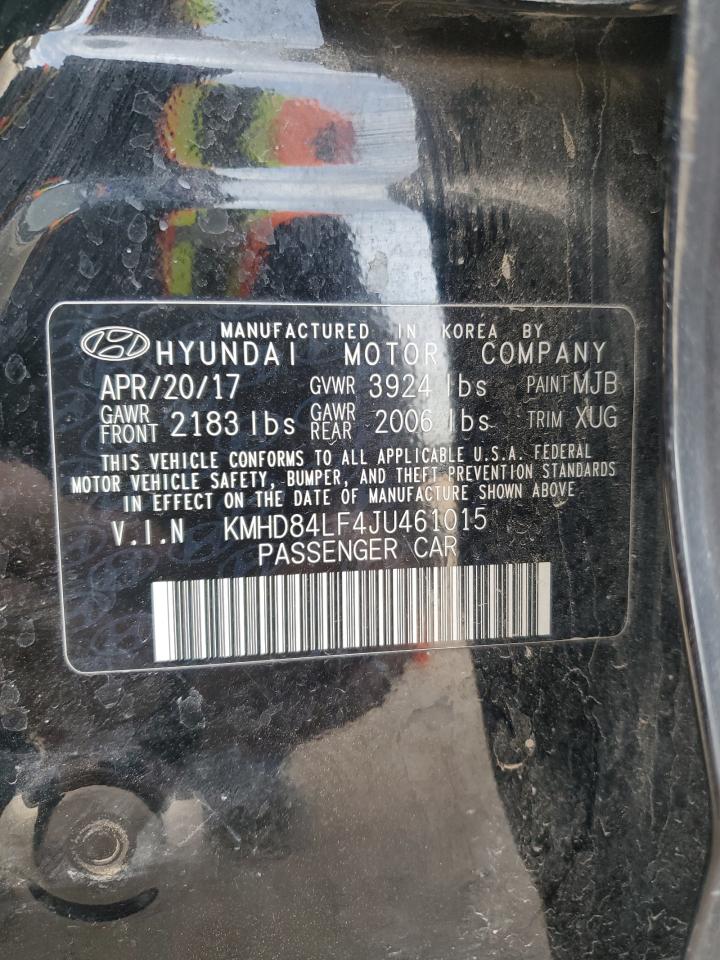 MANUFACTURED IN KOREA BY
HYUNDAI MOTOR COMPANY
APR/20/17 GVWR 3924 lbs PAINT MJB
GAWR FRONT 2183 lbs GAWR REAR 2006 lbs TRIM XUG
THIS VEHICLE CONFORMS TO ALL APPLICABLE U.S.A. FEDERAL
MOTOR VEHICLE SAFETY, BUMPER, AND THEFT PREVENTION STANDARDS
IN EFFECT ON THE DATE OF MANUFACTURE SHOWN ABOVE
V.I.N KMHD84LF4JU461015
PASSENGER CAR